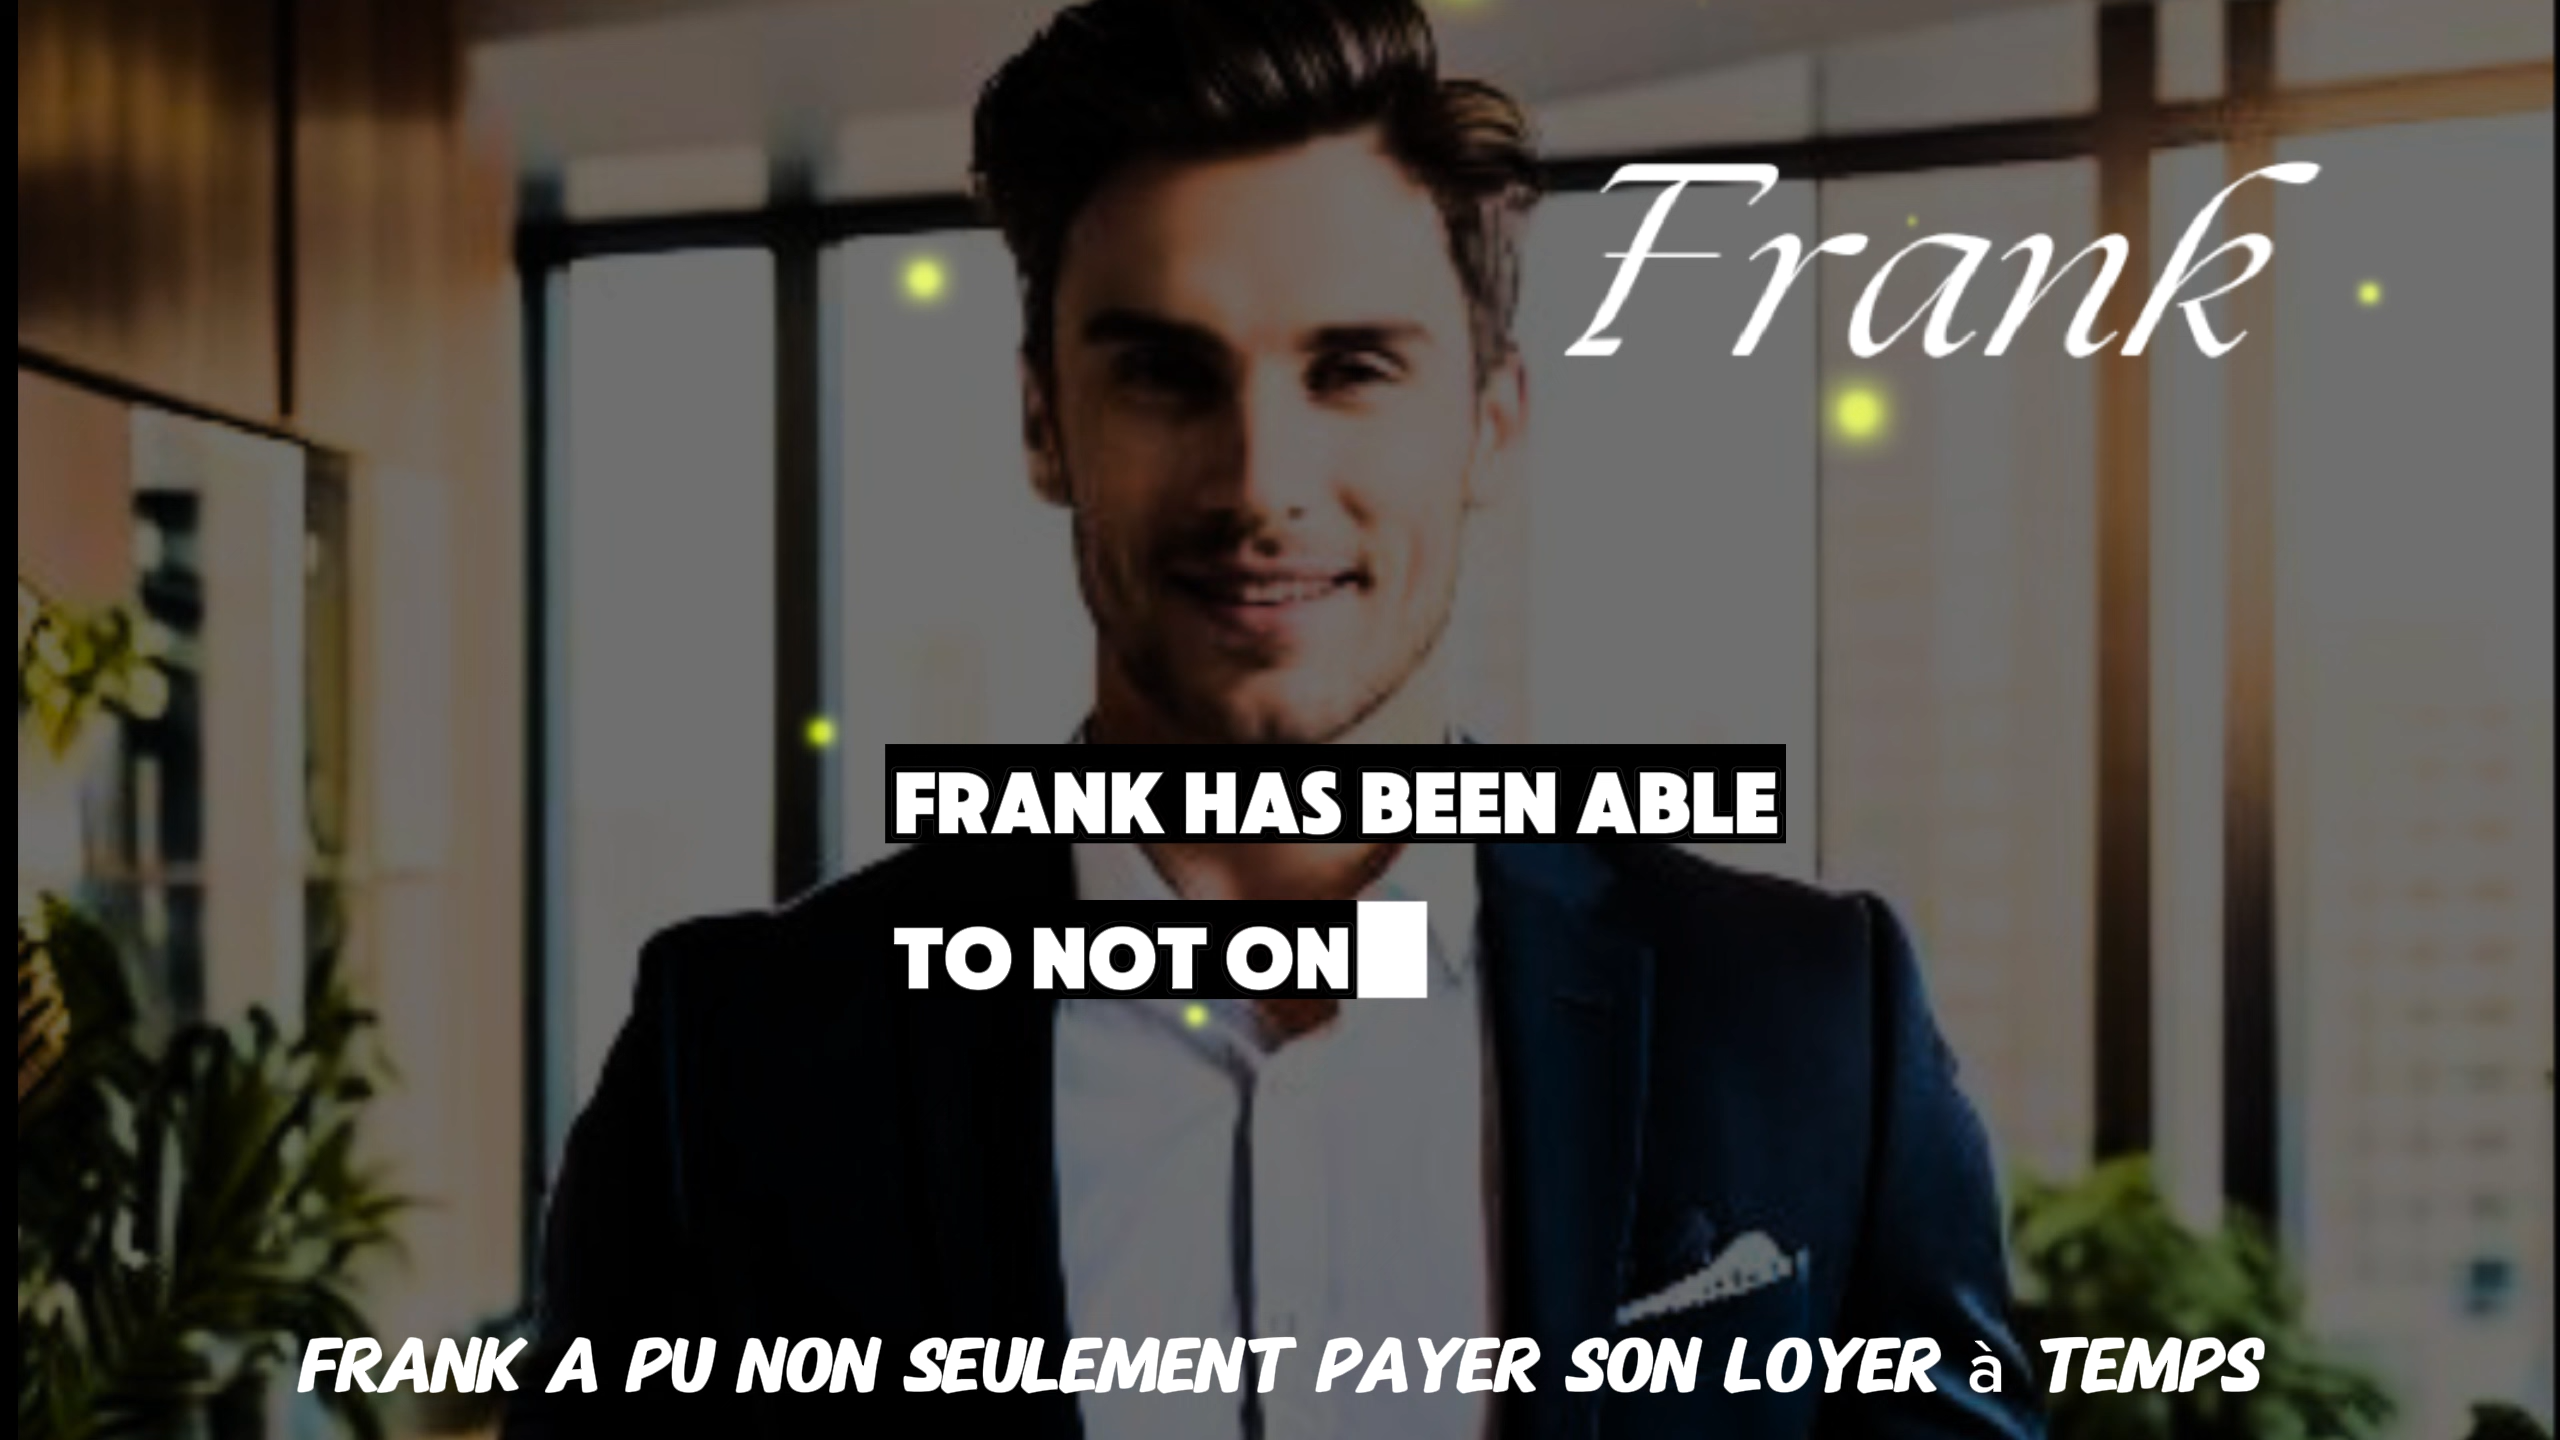 Frank
FRANK HAS BEEN ABLE
TO NOT ON
FRANK A PU NON SEULEMENT PAYER SON LOYER à TEMPS